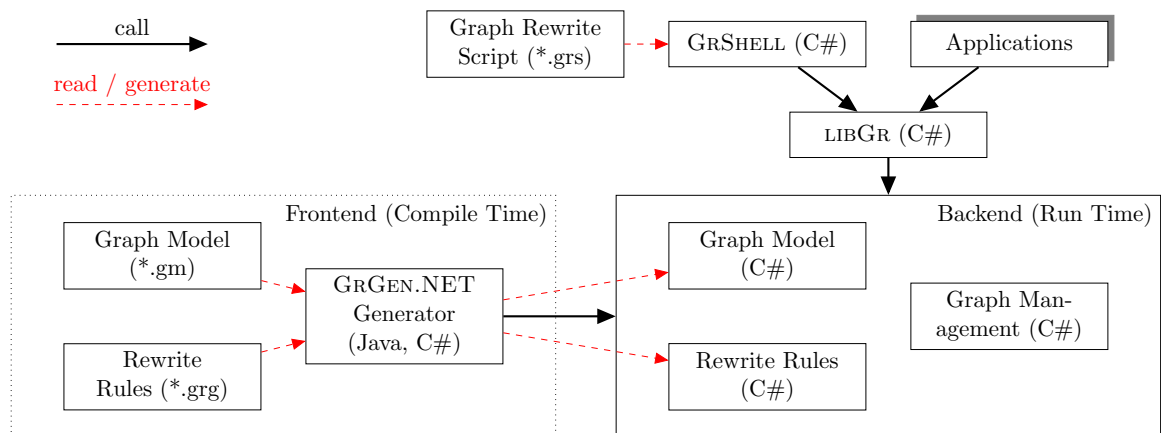 call
read / generate
Graph Rewrite
Script (*.grs)
GRSHELL (C#)
Applications
LIBGR (C#)
Frontend (Compile Time)
Graph Model
(*.gm)
GRGEN.NET
Generator
(Java, C#)
Rewrite
Rules (*.grg)
Backend (Run Time)
Graph Model
(C#)
Graph Man-
agement (C#)
Rewrite Rules
(C#)